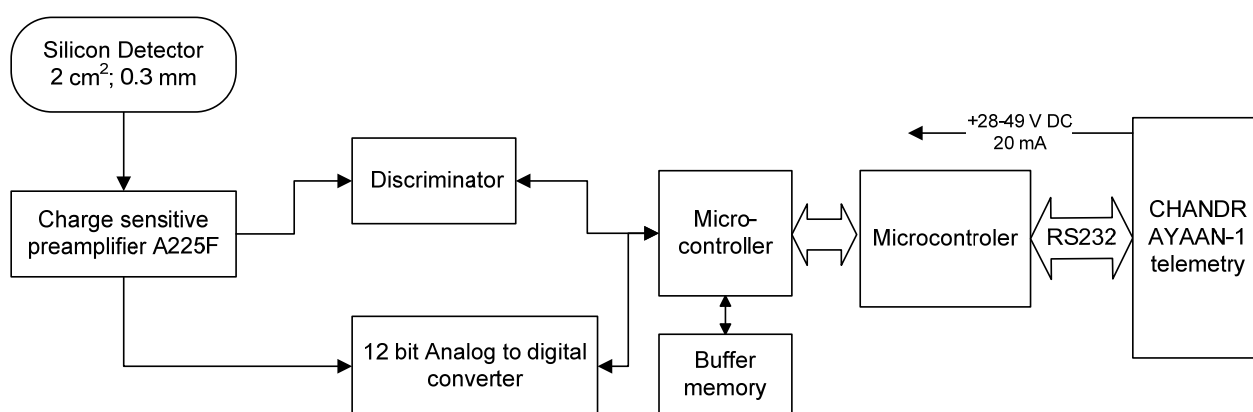 Silicon Detector
2 cm²; 0.3 mm
Charge sensitive
preamplifier A225F
Discriminator
12 bit Analog to digital
converter
Micro-
controller
Buffer
memory
Microcontroler
RS232
+28-49 V DC
20 mA
CHANDR
AYAAN-1
telemetry